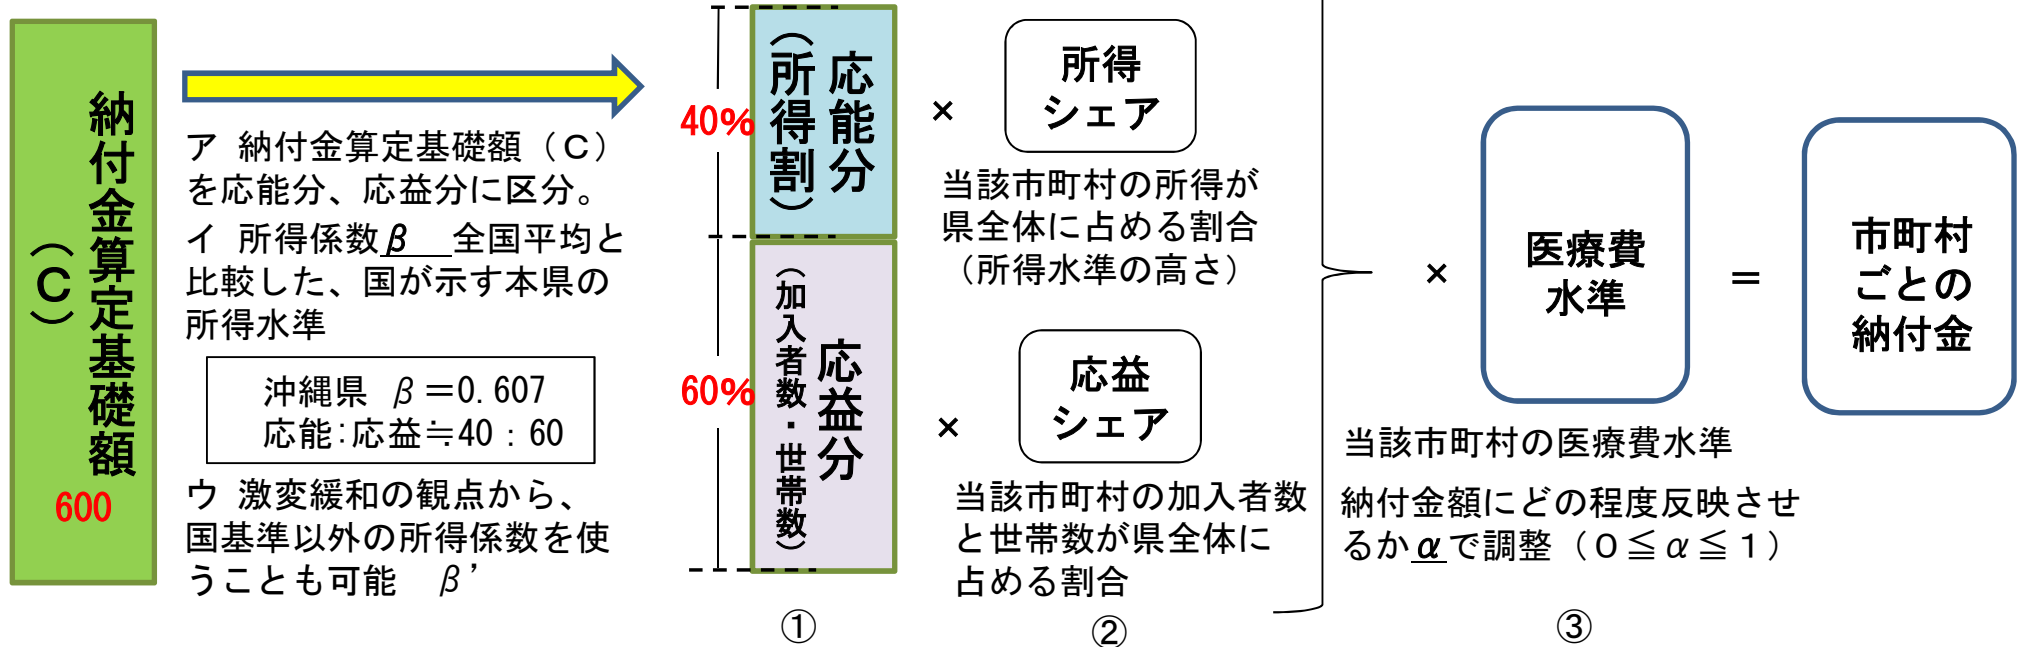 納付金算定基礎額
（Ｃ）
600
ア 納付金算定基礎額（Ｃ）
を応能分、応益分に区分。
イ 所得係数β 全国平均と
比較した、国が示す本県の
所得水準
沖縄県 β＝0.607
応能:応益≒40：60
ウ 激変緩和の観点から、
国基準以外の所得係数を使
うことも可能 β’
40%
応能分
（所得割）
60%
応益分
（加入者数・世帯数）
①
×
所得
シェア
当該市町村の所得が
県全体に占める割合
（所得水準の高さ）
×
応益
シェア
当該市町村の加入者数
と世帯数が県全体に
占める割合
②
×
医療費
水準
当該市町村の医療費水準
納付金額にどの程度反映させ
るかαで調整（０≦α≦１）
③
＝
市町村
ごとの
納付金